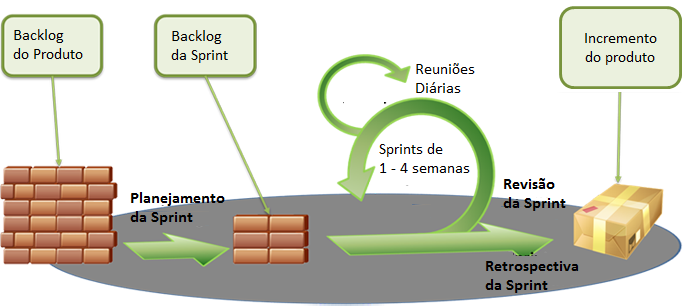 Backlog
do Produto
Backlog
da Sprint
Reuniões
Diárias
Incremento
do produto
Sprints de
1 - 4 semanas
Planejamento
da Sprint
Revisão
da Sprint
Retrospectiva
da Sprint